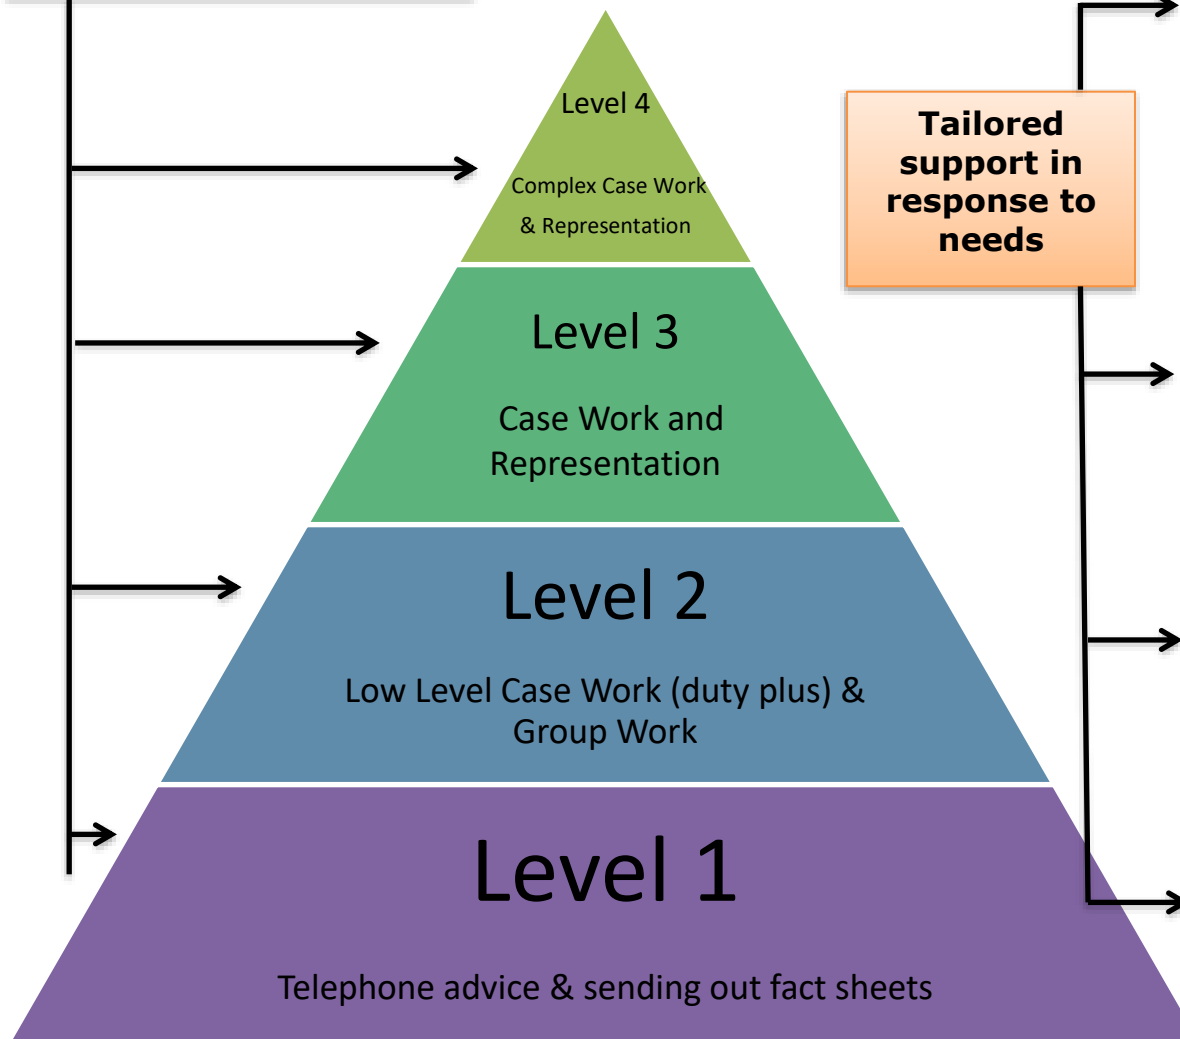 Level 4
Complex Case Work
& Representation
Tailored
support in
response to
needs
Level 3
Case Work and
Representation
Level 2
Low Level Case Work (duty plus) &
Group Work
Level 1
Telephone advice & sending out fact sheets